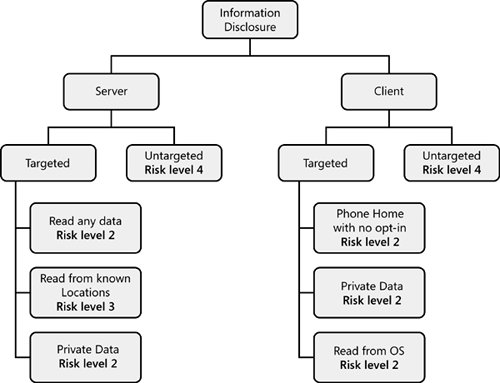 Information
Disclosure
Server
Client
Targeted
Untargeted
Risk level 4
Targeted
Untargeted
Risk level 4
Read any data
Risk level 2
Read from known
Locations
Risk level 3
Private Data
Risk level 2
Phone Home
with no opt-in
Risk level 2
Private Data
Risk level 2
Read from OS
Risk level 2